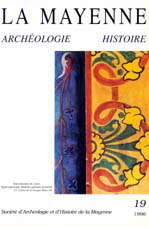 LA MAYENNE
ARCHÉOLOGIE HISTOIRE
19
1996
Société d'Archéologie et d'Histoire de la Mayenne